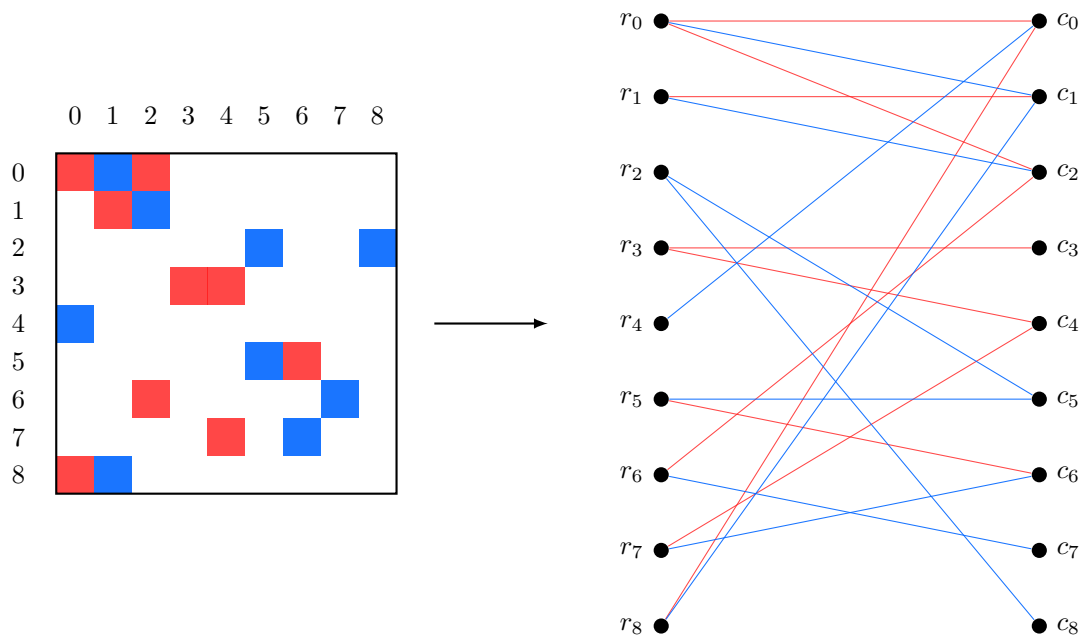 0 1 2 3 4 5 6 7 8
0
1
2
3
4
5
6
7
8
r₀ c₀
r₁ c₁
r₂ c₂
r₃ c₃
r₄ c₄
r₅ c₅
r₆ c₆
r₇ c₇
r₈ c₈